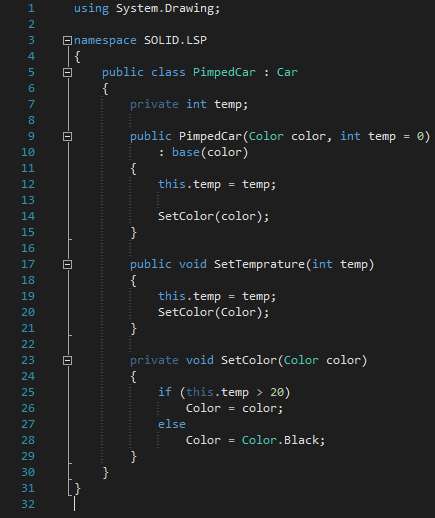 1 using System.Drawing;
2
3 namespace SOLID.LSP
4 {
5 public class PimpedCar : Car
6 {
7 private int temp;
8
9 public PimpedCar(Color color, int temp = 0)
10 : base(color)
11 {
12 this.temp = temp;
13
14 SetColor(color);
15 }
16
17 public void SetTemprature(int temp)
18 {
19 this.temp = temp;
20 SetColor(Color);
21 }
22
23 private void SetColor(Color color)
24 {
25 if (this.temp > 20)
26 Color = color;
27 else
28 Color = Color.Black;
29 }
30 }
31 }
32